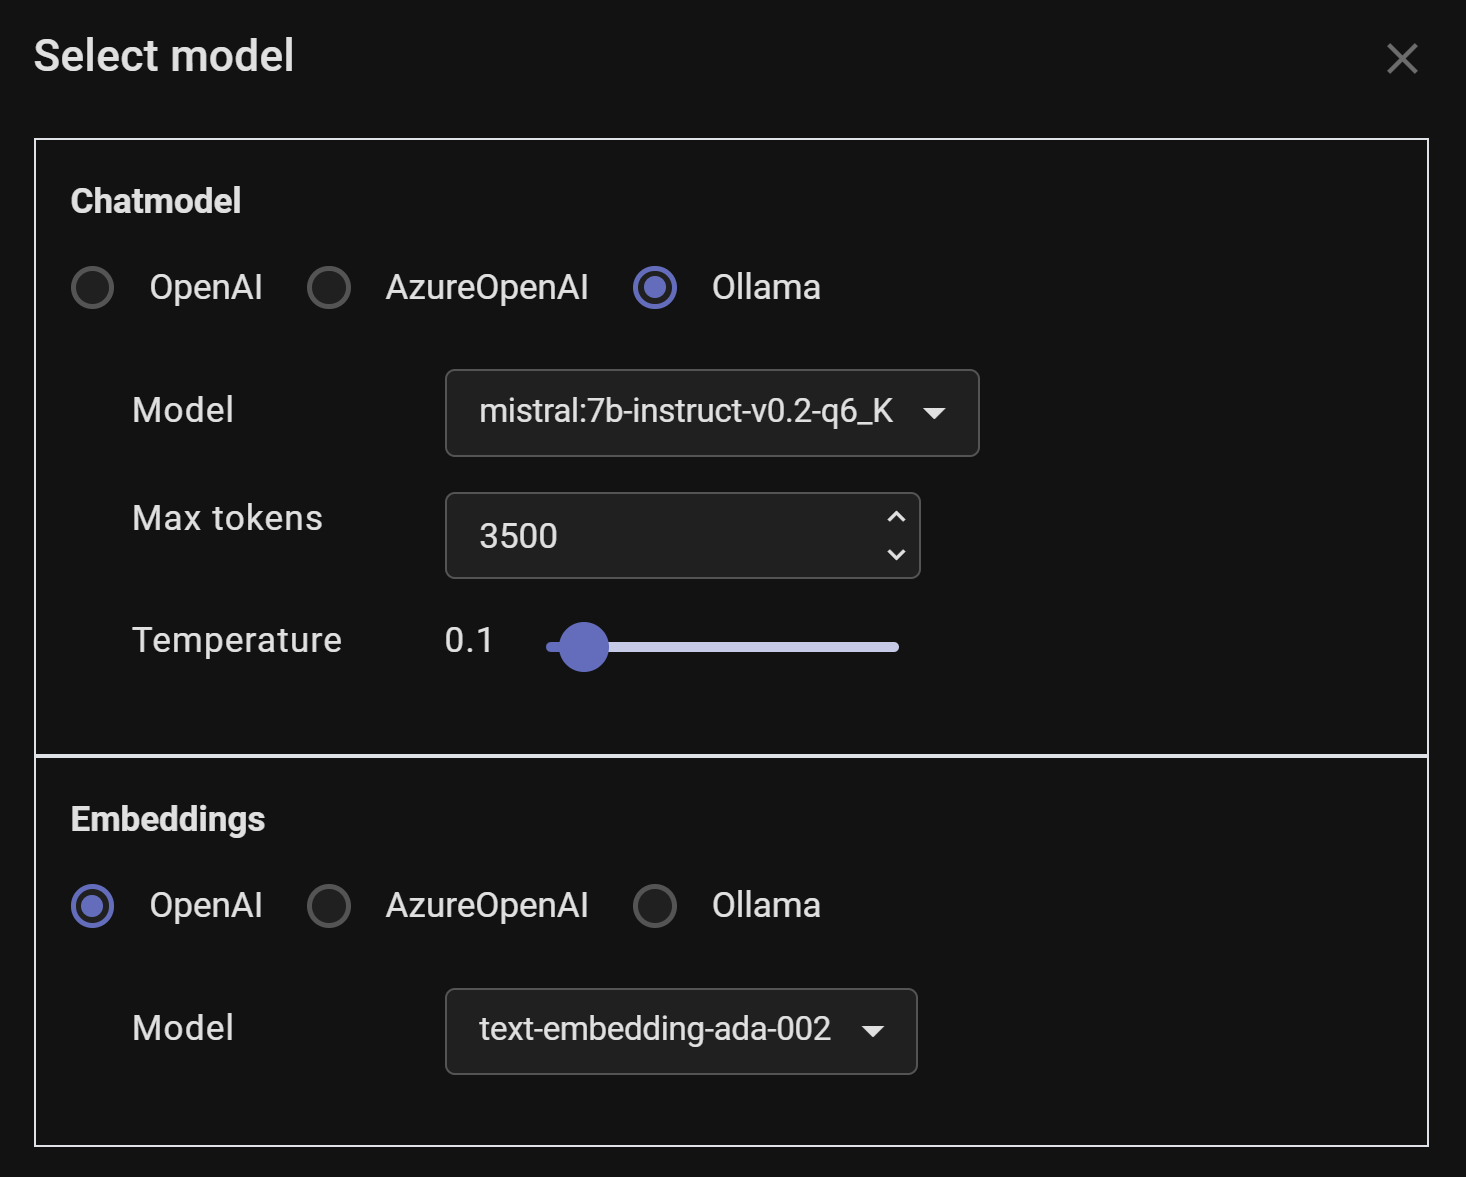 Select model
Chatmodel
OpenAI AzureOpenAI Ollama
Model mistral:7b-instruct-v0.2-q6_K
Max tokens 3500
Temperature 0.1
Embeddings
OpenAI AzureOpenAI Ollama
Model text-embedding-ada-002